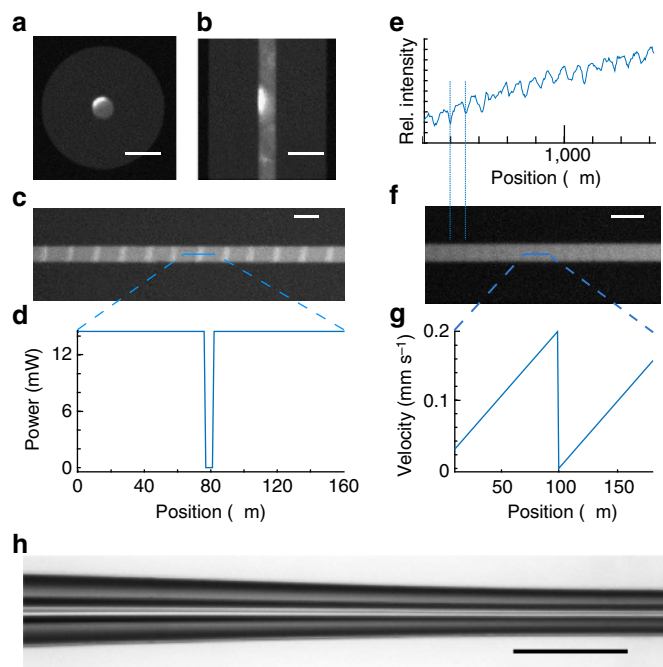 a
b
c
d
Power (mW)
12
6
0
0 40 80 120 160
Position ( m)
e
Rel. intensity
1,000
Position ( m)
f
g
Velocity (mm s⁻¹)
0.2
0.1
0
0 50 100 150
Position ( m)
h